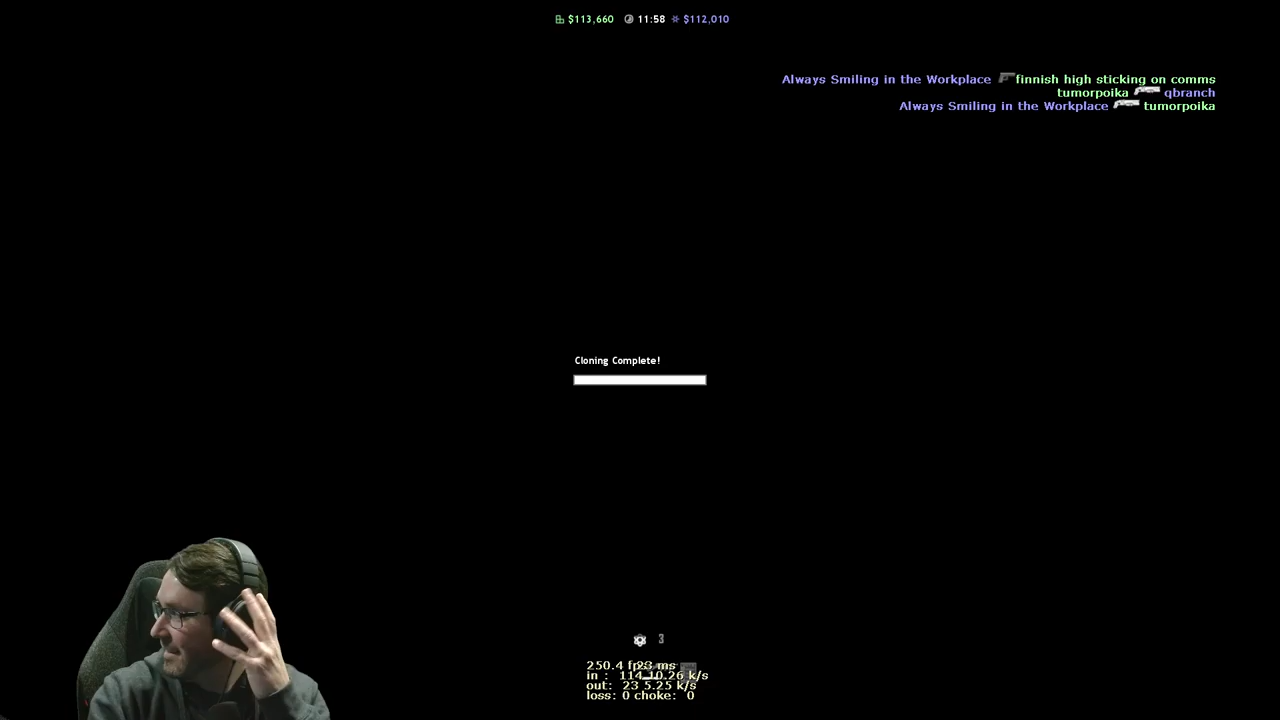 $113,660 11:58 $112,010
Always Smiling in the Workplace finnish high sticking on comms
tumorpoika qbranch
Always Smiling in the Workplace tumorpoika
Cloning Complete!
3
250.4 fps 23 ms
in : 114 10.26 k/s
out: 23 5.25 k/s
loss: 0 choke: 0